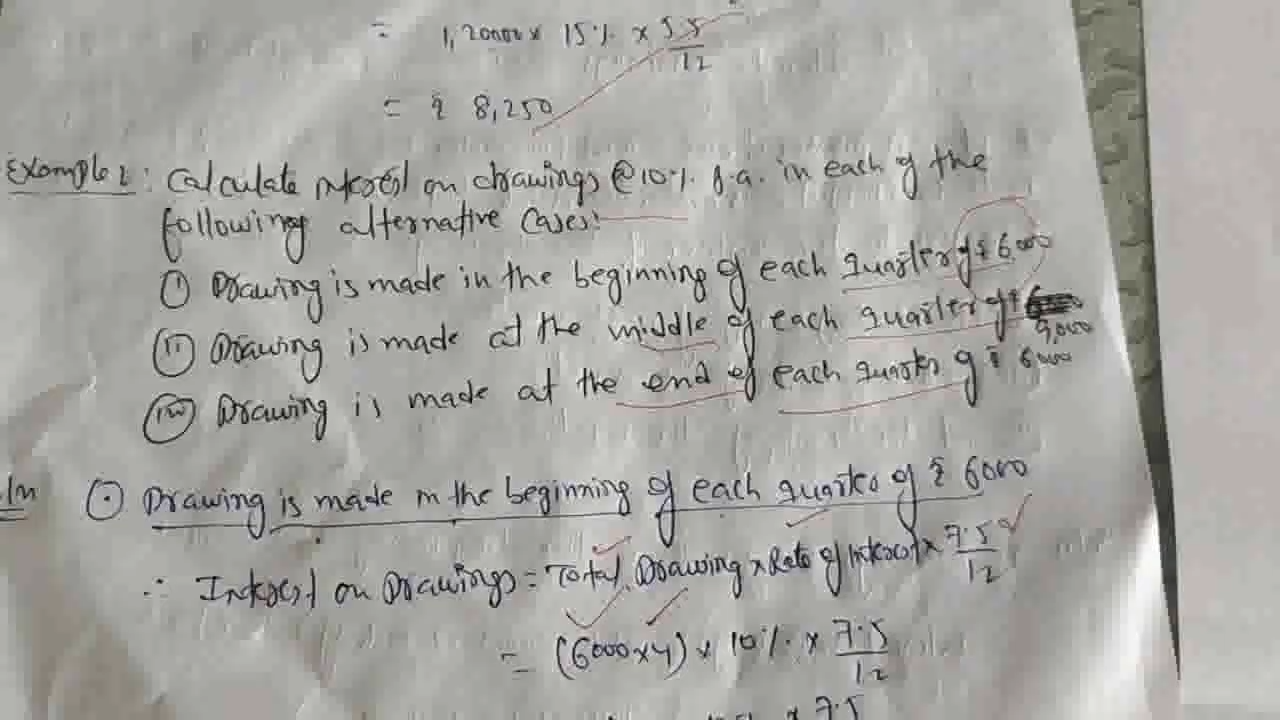 = 1,20000 × 15% × 5.5/12
= ₹ 8,250
Example 2: Calculate interest on drawings @10% p.a. in each of the
following alternative cases:
(i) Drawing is made in the beginning of each quarter of ₹ 6000
(ii) Drawing is made at the middle of each quarter of ₹
9,000
(iii) Drawing is made at the end of each quarter of ₹ 6000
(i) Drawing is made in the beginning of each quarter of ₹ 6000
∴ Interest on Drawings = Total Drawing × Rate of Interest × 7.5/12
= (6000×4) × 10% × 7.5/12
× 7.5